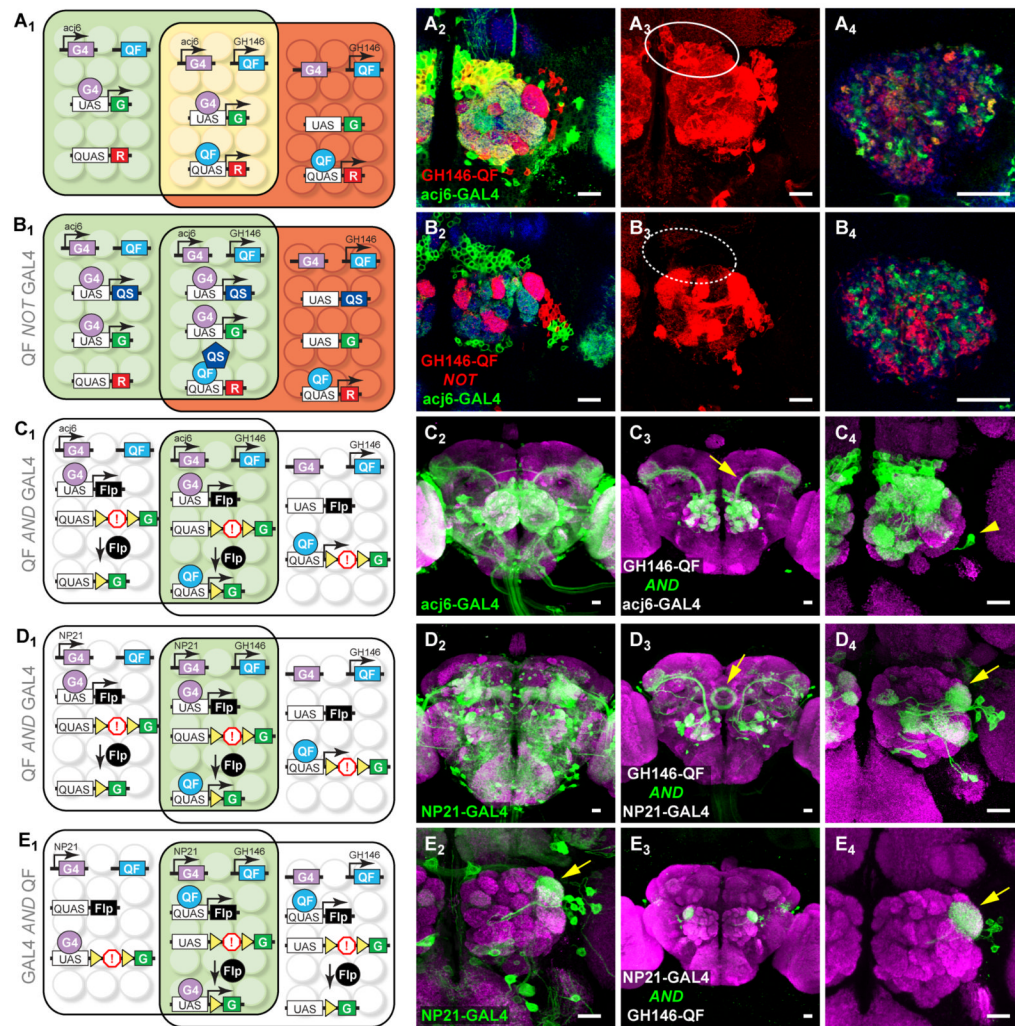 A1
acj6
G4
QF
G4
UAS
G
QUAS
R
acj6
GH146
G4
QF
G4
UAS
G
QF
QUAS
R
GH146
G4
QF
UAS
G
QF
QUAS
R
A2
GH146-QF
acj6-GAL4
A3
A4
QF NOT GAL4
B1
acj6
G4
QF
G4
UAS
QS
G4
UAS
G
QUAS
R
acj6
GH146
G4
QF
G4
UAS
QS
G4
UAS
G
QS
QF
QUAS
R
GH146
G4
QF
UAS
QS
UAS
G
QF
QUAS
R
B2
GH146-QF
NOT
acj6-GAL4
B3
B4
QF AND GAL4
C1
acj6
G4
QF
G4
UAS
Flp
QUAS
!
G
Flp
QUAS
G
acj6
GH146
G4
QF
G4
UAS
Flp
QUAS
!
G
Flp
QF
QUAS
G
GH146
G4
QF
UAS
Flp
QF
QUAS
!
G
C2
acj6-GAL4
C3
GH146-QF
AND
acj6-GAL4
C4
QF AND GAL4
D1
NP21
G4
QF
G4
UAS
Flp
QUAS
!
G
Flp
QUAS
G
NP21
GH146
G4
QF
G4
UAS
Flp
QUAS
!
G
Flp
QF
QUAS
G
GH146
G4
QF
UAS
Flp
QF
QUAS
!
G
D2
NP21-GAL4
D3
GH146-QF
AND
NP21-GAL4
D4
GAL4 AND QF
E1
NP21
G4
QF
QUAS
Flp
G4
UAS
!
G
NP21
GH146
G4
QF
QF
QUAS
Flp
UAS
!
G
Flp
G4
UAS
G
GH146
G4
QF
QF
QUAS
Flp
UAS
!
G
Flp
UAS
G
E2
NP21-GAL4
E3
NP21-GAL4
AND
GH146-QF
E4